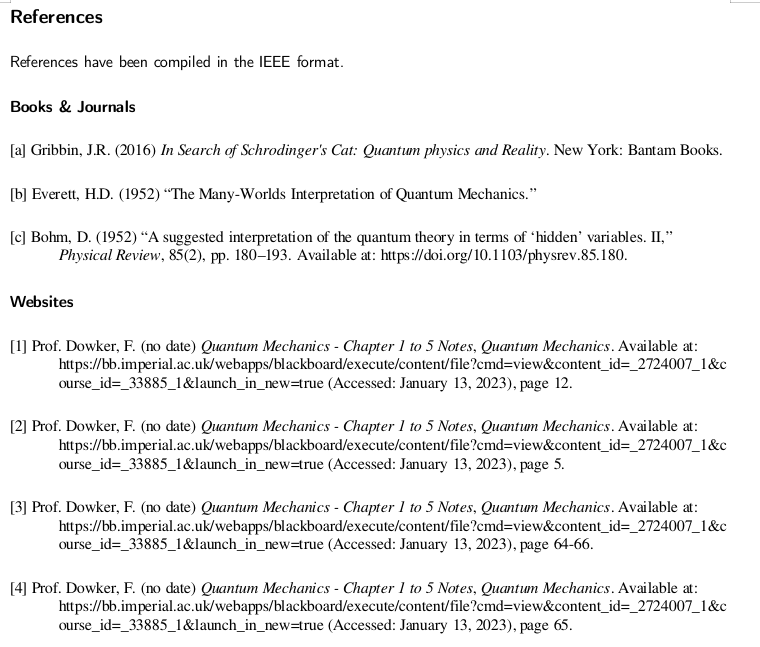 References
References have been compiled in the IEEE format.
Books & Journals
[a] Gribbin, J.R. (2016) In Search of Schrodinger's Cat: Quantum physics and Reality. New York: Bantam Books.
[b] Everett, H.D. (1952) “The Many-Worlds Interpretation of Quantum Mechanics.”
[c] Bohm, D. (1952) “A suggested interpretation of the quantum theory in terms of ‘hidden’ variables. II,”
Physical Review, 85(2), pp. 180–193. Available at: https://doi.org/10.1103/physrev.85.180.
Websites
[1] Prof. Dowker, F. (no date) Quantum Mechanics - Chapter 1 to 5 Notes, Quantum Mechanics. Available at:
https://bb.imperial.ac.uk/webapps/blackboard/execute/content/file?cmd=view&content_id=_2724007_1&c
ourse_id=_33885_1&launch_in_new=true (Accessed: January 13, 2023), page 12.
[2] Prof. Dowker, F. (no date) Quantum Mechanics - Chapter 1 to 5 Notes, Quantum Mechanics. Available at:
https://bb.imperial.ac.uk/webapps/blackboard/execute/content/file?cmd=view&content_id=_2724007_1&c
ourse_id=_33885_1&launch_in_new=true (Accessed: January 13, 2023), page 5.
[3] Prof. Dowker, F. (no date) Quantum Mechanics - Chapter 1 to 5 Notes, Quantum Mechanics. Available at:
https://bb.imperial.ac.uk/webapps/blackboard/execute/content/file?cmd=view&content_id=_2724007_1&c
ourse_id=_33885_1&launch_in_new=true (Accessed: January 13, 2023), page 64-66.
[4] Prof. Dowker, F. (no date) Quantum Mechanics - Chapter 1 to 5 Notes, Quantum Mechanics. Available at:
https://bb.imperial.ac.uk/webapps/blackboard/execute/content/file?cmd=view&content_id=_2724007_1&c
ourse_id=_33885_1&launch_in_new=true (Accessed: January 13, 2023), page 65.